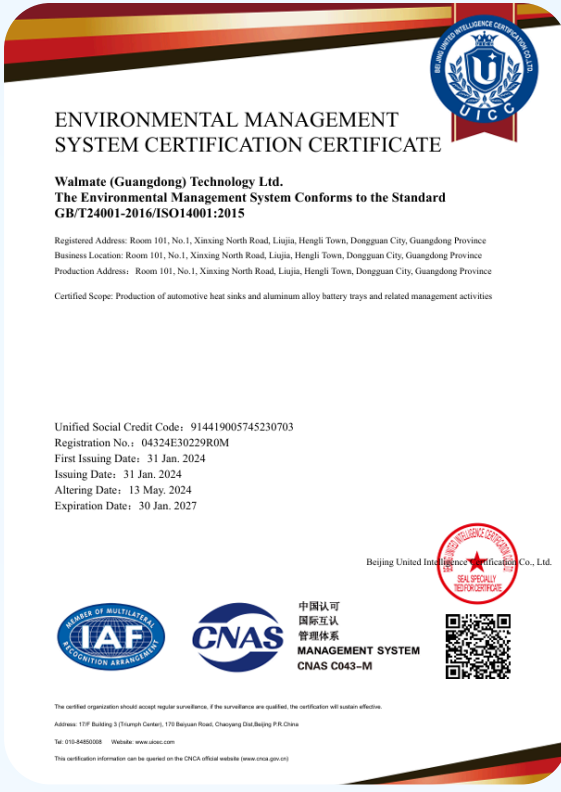 BEIJING UNITED INTELLIGENCE CERTIFICATION CO.,LTD.
UICC
ENVIRONMENTAL MANAGEMENT
SYSTEM CERTIFICATION CERTIFICATE
Walmate (Guangdong) Technology Ltd.
The Environmental Management System Conforms to the Standard
GB/T24001-2016/ISO14001:2015
Registered Address: Room 101, No.1, Xinxing North Road, Liujia, Hengli Town, Dongguan City, Guangdong Province
Business Location: Room 101, No.1, Xinxing North Road, Liujia, Hengli Town, Dongguan City, Guangdong Province
Production Address：Room 101, No.1, Xinxing North Road, Liujia, Hengli Town, Dongguan City, Guangdong Province
Certified Scope: Production of automotive heat sinks and aluminum alloy battery trays and related management activities
Unified Social Credit Code：914419005745230703
Registration No.：04324E30229R0M
First Issuing Date：31 Jan. 2024
Issuing Date：31 Jan. 2024
Altering Date：13 May. 2024
Expiration Date：30 Jan. 2027
Beijing United Intelligence Certification Co., Ltd.
BEIJING UNITED INTELLIGENCE CERTIFICATION CO.,LTD
SEAL SPECIALLY
TIED FOR CERTIFICATE
MEMBER OF MULTILATERAL
IAF
RECOGNITION ARRANGEMENT
CNAS
中国认可
国际互认
管理体系
MANAGEMENT SYSTEM
CNAS C043-M
The certified organization should accept regular surveillance, if the surveillance are qualified, the certification will sustain effective.
Address: 17/F Building 3 (Triumph Center), 170 Beiyuan Road, Chaoyang Dist,Beijing P.R.China
Tel: 010-84850008 Website: www.uicec.com
This certification information can be queried on the CNCA official website (www.cnca.gov.cn)